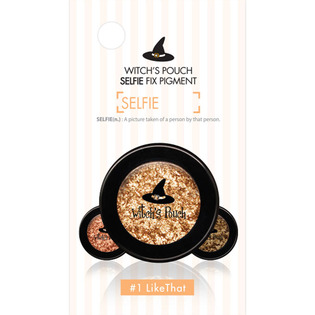 WITCH'S POUCH
SELFIE FIX PIGMENT
SELFIE
SELFIE(n.) : A picture taken of a person by that person.
Witch's Pouch
#1 LikeThat